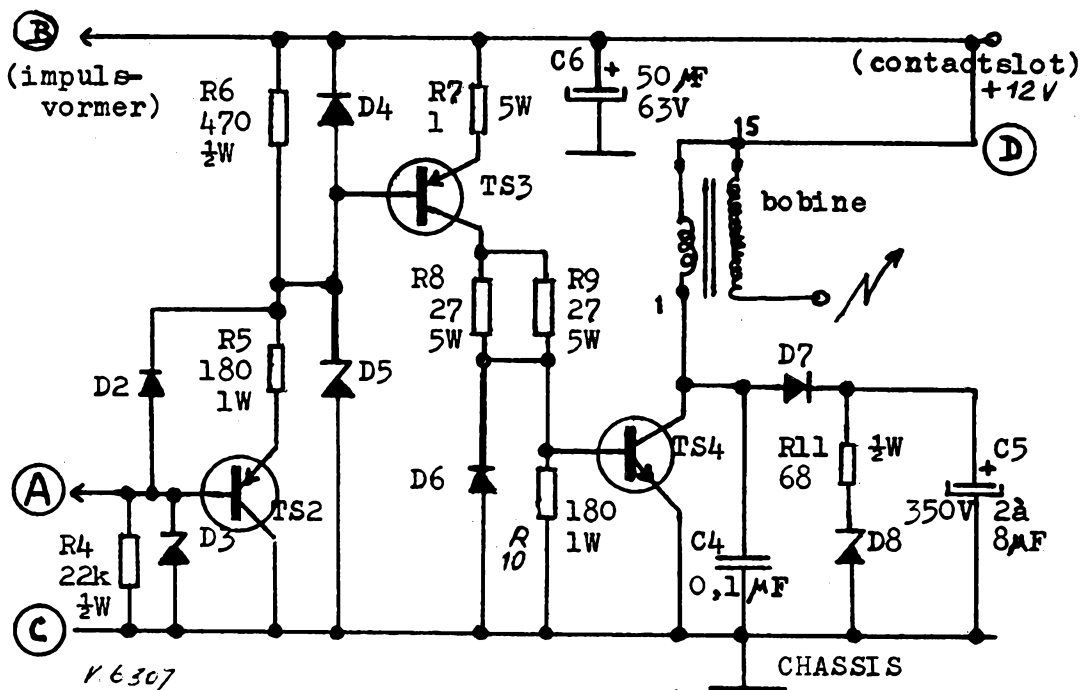 B
(impuls-
vormer)
R6
470
½W
D4
R7
1
5W
C6
+
50 µF
63V
(contactslot)
+12V
D
15
bobine
1
TS3
R8
27
5W
R9
27
5W
R5
180
1W
D5
D2
A
TS2
D3
R4
22k
½W
D6
R
10
180
1W
TS4
D7
R11
68
½W
C5
+
350V
2à
8µF
D8
C4
0,1µF
C
CHASSIS
V.6307